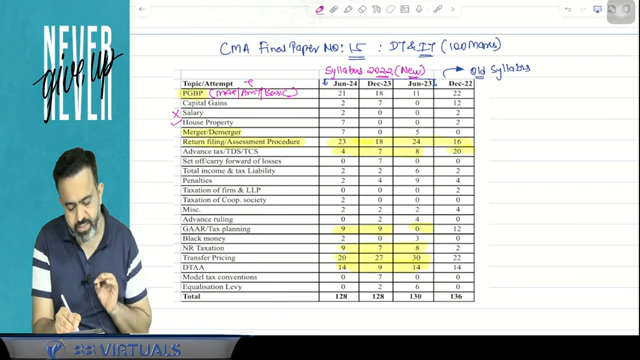 NEVER
give up
NEVER
CMA Final Paper NO: 15 : DT & IT (100 Marks)
Syllabus 2022 (New)
Old Syllabus
Topic/Attempt Jun-24 Dec-23 Jun-23 Dec-22
PGBP 21 18 11 22
Capital Gains 2 7 0 12
Salary 2 0 0 2
House Property 7 0 0 2
Merger/Demerger 7 0 5 0
Return filing/Assessment Procedure 23 18 24 16
Advance tax/TDS/TCS 4 7 8 20
Set off/carry forward of losses 0 7 0 0
Total income & tax Liability 2 2 6 2
Penalties 2 4 9 4
Taxation of firm & LLP 0 0 0 2
Taxation of Coop. society 2 0 0 0
Misc. 2 2 2 4
Advance ruling 0 2 4 0
GAAR/Tax planning 9 9 0 12
Black money 2 0 3 0
NR Taxation 9 7 8 2
Transfer Pricing 20 27 30 22
DTAA 14 9 14 14
Model tax conventions 0 7 0 0
Equalisation Levy 0 2 6 0
Total 128 128 130 136
VIRTUALS